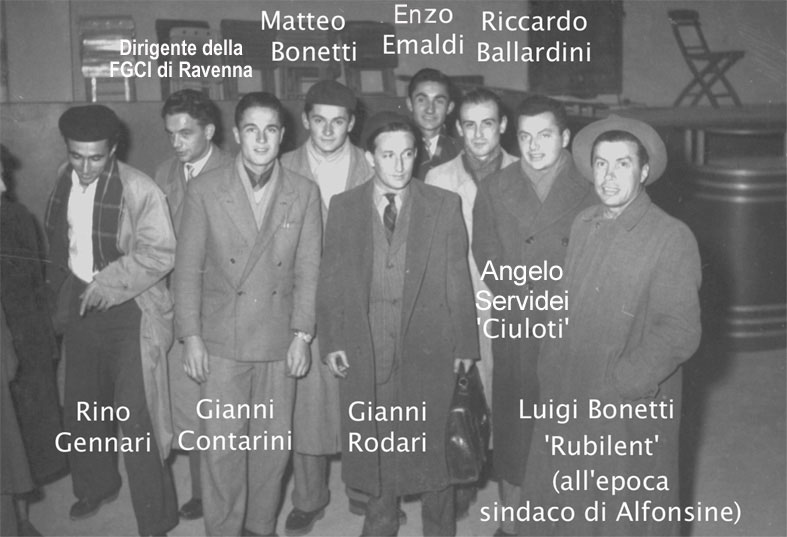 Dirigente della
FGCI di Ravenna
Matteo
Bonetti
Enzo
Emaldi
Riccardo
Ballardini
Angelo
Servidei
'Ciuloti'
Rino
Gennari
Gianni
Contarini
Gianni
Rodari
Luigi Bonetti
'Rubilent'
(all'epoca
sindaco di Alfonsine)